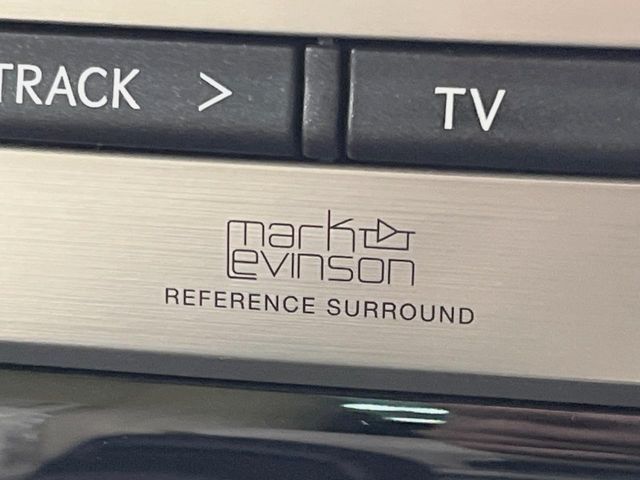 TRACK >
TV
mark
Levinson
REFERENCE SURROUND